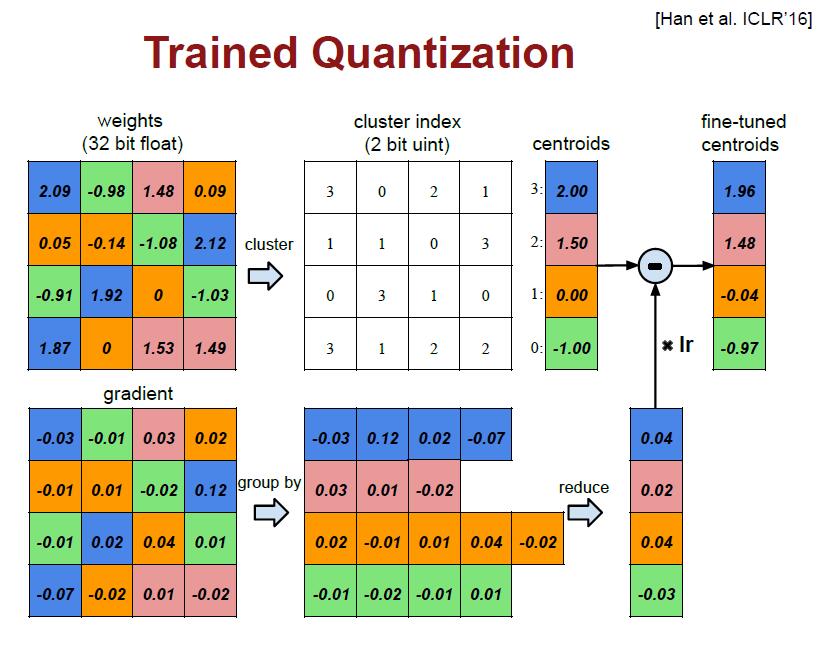 [Han et al. ICLR'16]
Trained Quantization
weights
(32 bit float)
cluster index
(2 bit uint)
centroids
fine-tuned
centroids
2.09 -0.98 1.48 0.09
0.05 -0.14 -1.08 2.12
-0.91 1.92 0 -1.03
1.87 0 1.53 1.49
cluster
3 0 2 1
1 1 0 3
0 3 1 0
3 1 2 2
3: 2.00
2: 1.50
1: 0.00
0: -1.00
1.96
1.48
-0.04
-0.97
× lr
gradient
-0.03 -0.01 0.03 0.02
-0.01 0.01 -0.02 0.12
-0.01 0.02 0.04 0.01
-0.07 -0.02 0.01 -0.02
group by
-0.03 0.12 0.02 -0.07
0.03 0.01 -0.02
0.02 -0.01 0.01 0.04 -0.02
-0.01 -0.02 -0.01 0.01
reduce
0.04
0.02
0.04
-0.03